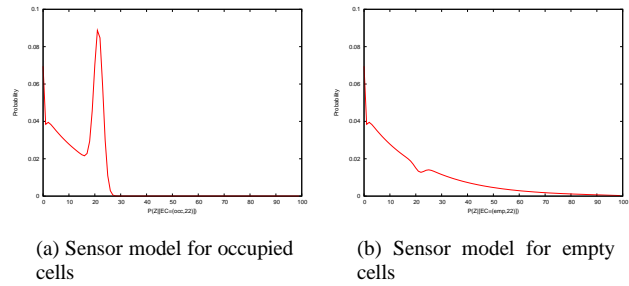 0.1
0.08
0.06
0.04
0.02
0
Probability
0 10 20 30 40 50 60 70 80 90 100
P(Z|[EC=(occ,22)])
(a) Sensor model for occupied
cells
0.1
0.08
0.06
0.04
0.02
0
Probability
0 10 20 30 40 50 60 70 80 90 100
P(Z|[EC=(emp,22)])
(b) Sensor model for empty
cells